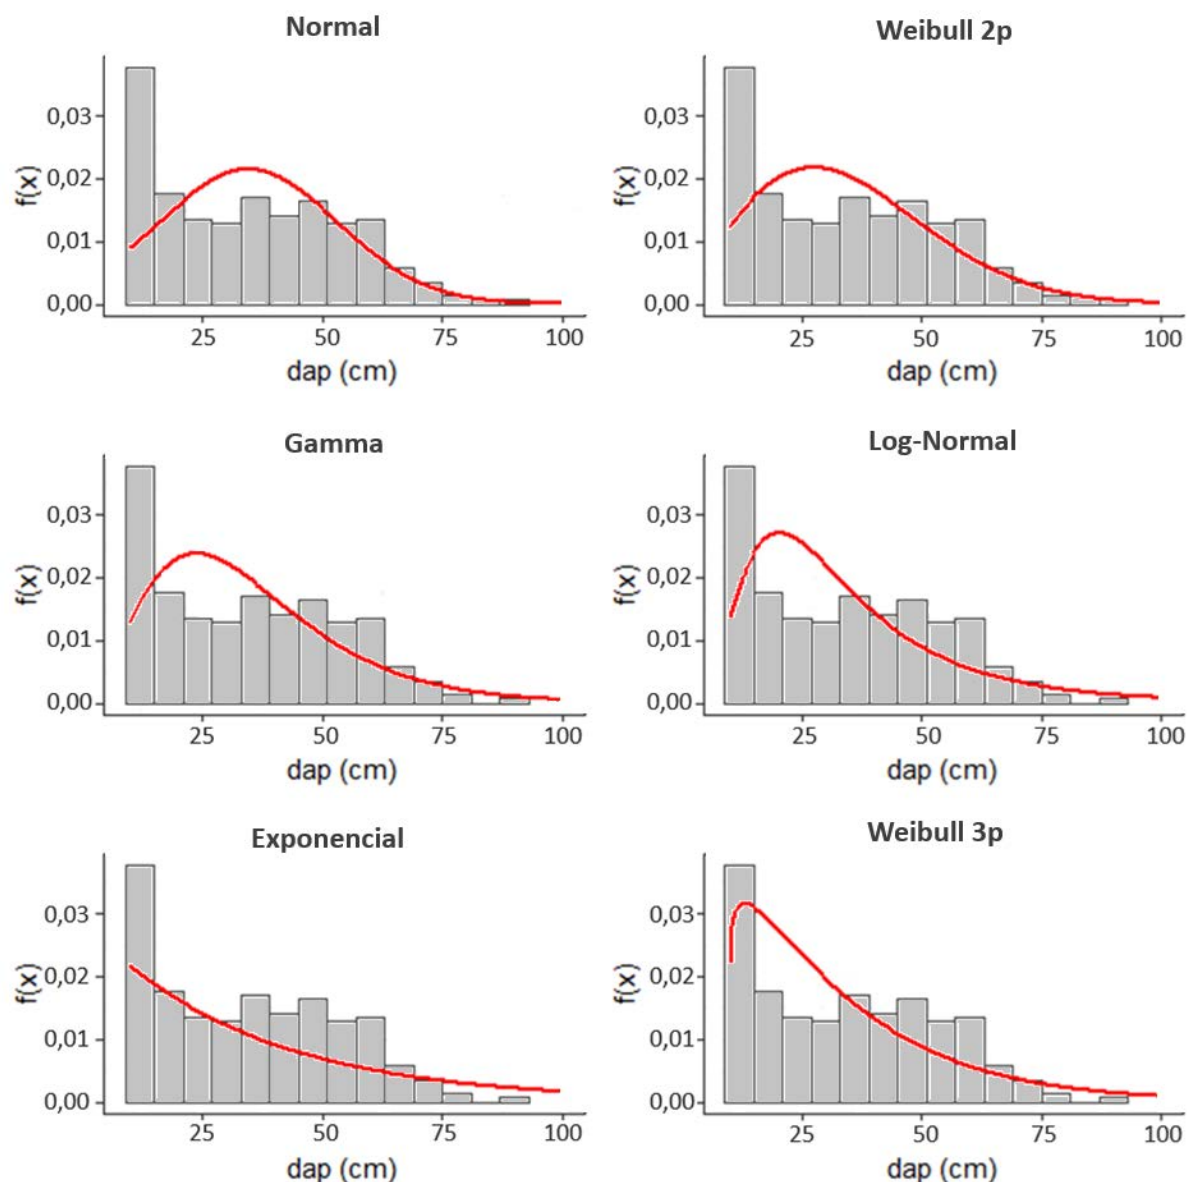 Normal
Weibull 2p
f(x)
0,03
0,02
0,01
0,00
25 50 75 100
dap (cm)
f(x)
0,03
0,02
0,01
0,00
25 50 75 100
dap (cm)
Gamma
Log-Normal
f(x)
0,03
0,02
0,01
0,00
25 50 75 100
dap (cm)
f(x)
0,03
0,02
0,01
0,00
25 50 75 100
dap (cm)
Exponencial
Weibull 3p
f(x)
0,03
0,02
0,01
0,00
25 50 75 100
dap (cm)
f(x)
0,03
0,02
0,01
0,00
25 50 75 100
dap (cm)